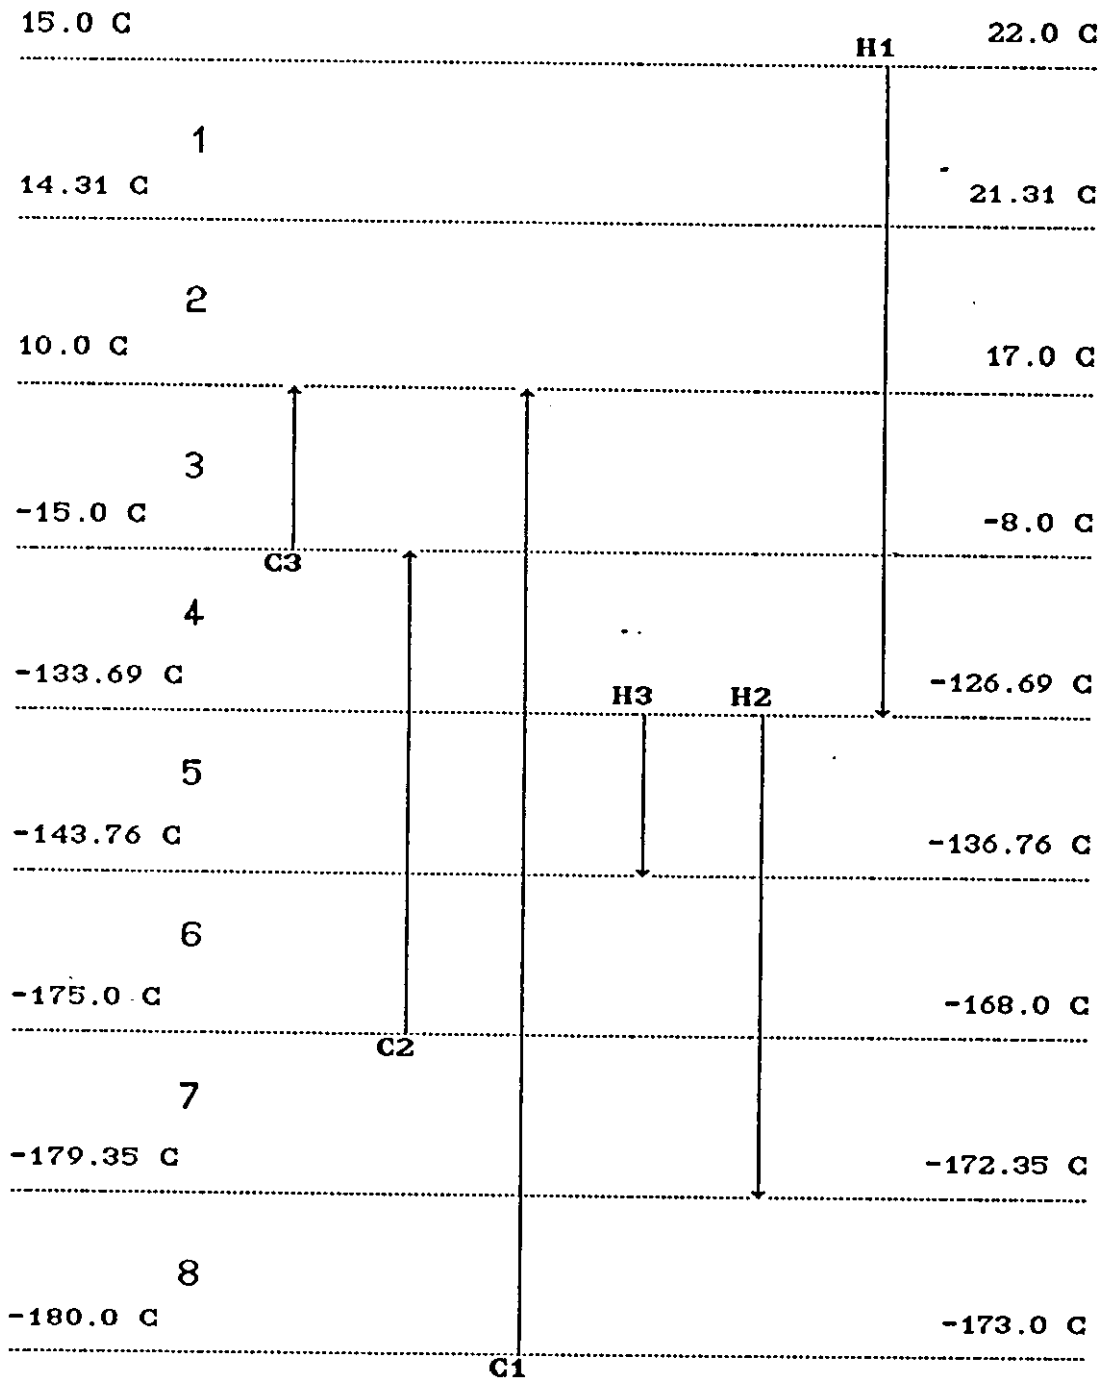 15.0 C
H1 22.0 C
1
14.31 C 21.31 C
2
10.0 C 17.0 C
3
-15.0 C -8.0 C
C3
4
-133.69 C -126.69 C
H3 H2
5
-143.76 C -136.76 C
6
-175.0 C -168.0 C
C2
7
-179.35 C -172.35 C
8
-180.0 C -173.0 C
C1